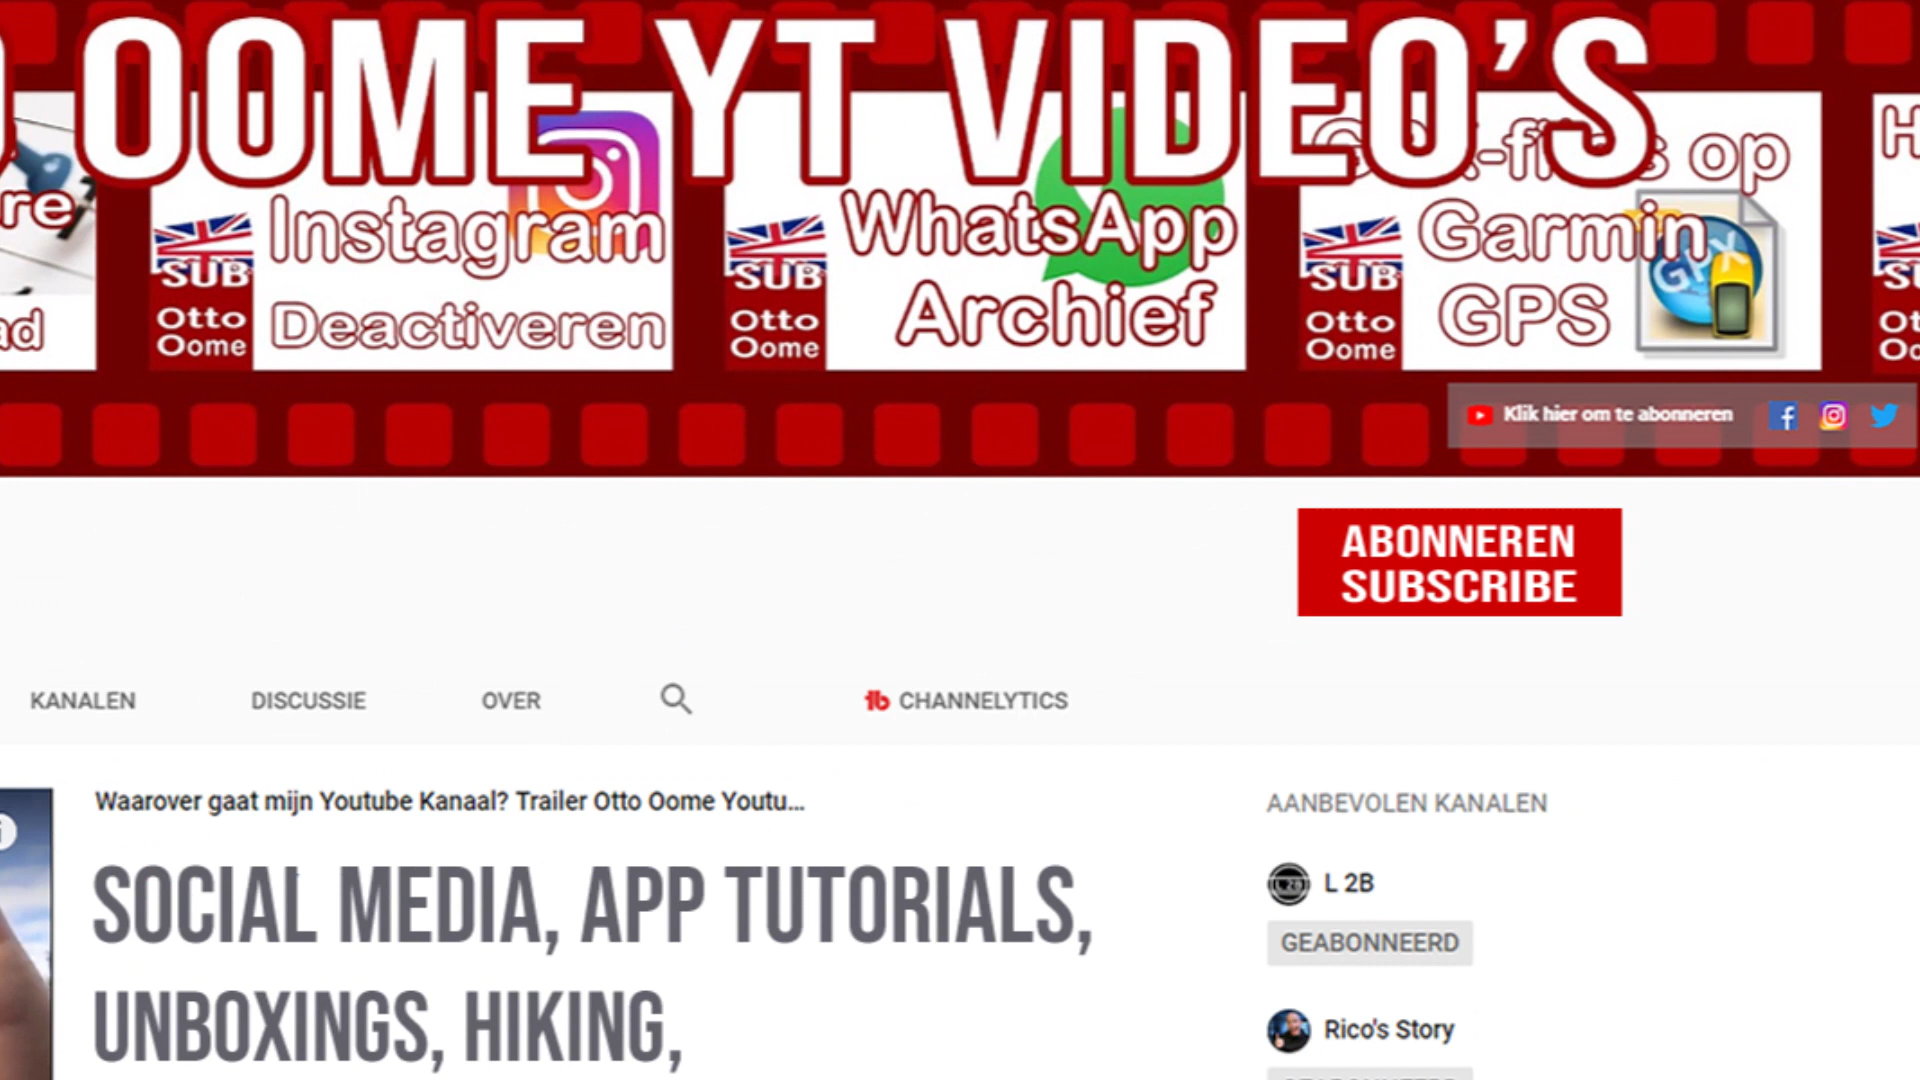 OOME YT VIDEO'S
re
ad
SUB
Otto
Oome
Instagram
Deactiveren
SUB
Otto
Oome
WhatsApp
Archief
SUB
Otto
Oome
op
Garmin
GPS
GPX
Klik hier om te abonneren
ABONNEREN
SUBSCRIBE
KANALEN DISCUSSIE OVER CHANNELYTICS
Waarover gaat mijn Youtube Kanaal? Trailer Otto Oome Youtu...
SOCIAL MEDIA, APP TUTORIALS,
UNBOXINGS, HIKING,
AANBEVOLEN KANALEN
L 2B
GEABONNEERD
Rico's Story